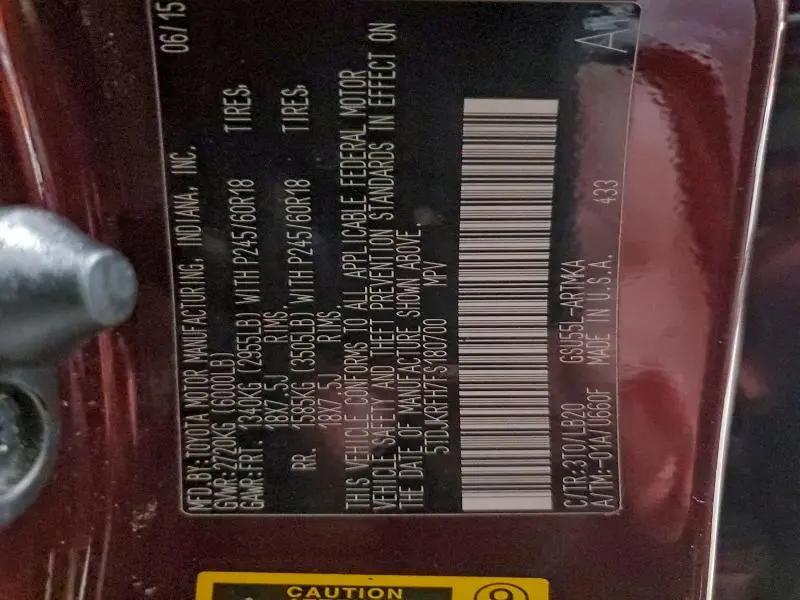 MFD.BY:TOYOTA MOTOR MANUFACTURING, INDIANA, INC. 06/15
GVWR:2720KG (6000LB)
GAWR:FRT. 1340KG (2955LB) WITH P245/60R18 TIRES,
18X7.5J RIMS
RR. 1589KG (3505LB) WITH P245/60R18 TIRES,
18X7.5J RIMS
THIS VEHICLE CONFORMS TO ALL APPLICABLE FEDERAL MOTOR
VEHICLE SAFETY AND THEFT PREVENTION STANDARDS IN EFFECT ON
THE DATE OF MANUFACTURE SHOWN ABOVE.
5TDJKRFH7FS180700 MPV
C/TR:3T0/LB20 GSU55L-ARTMKA
A/TM:-01A/U660F MADE IN U.S.A. 433
CAUTION